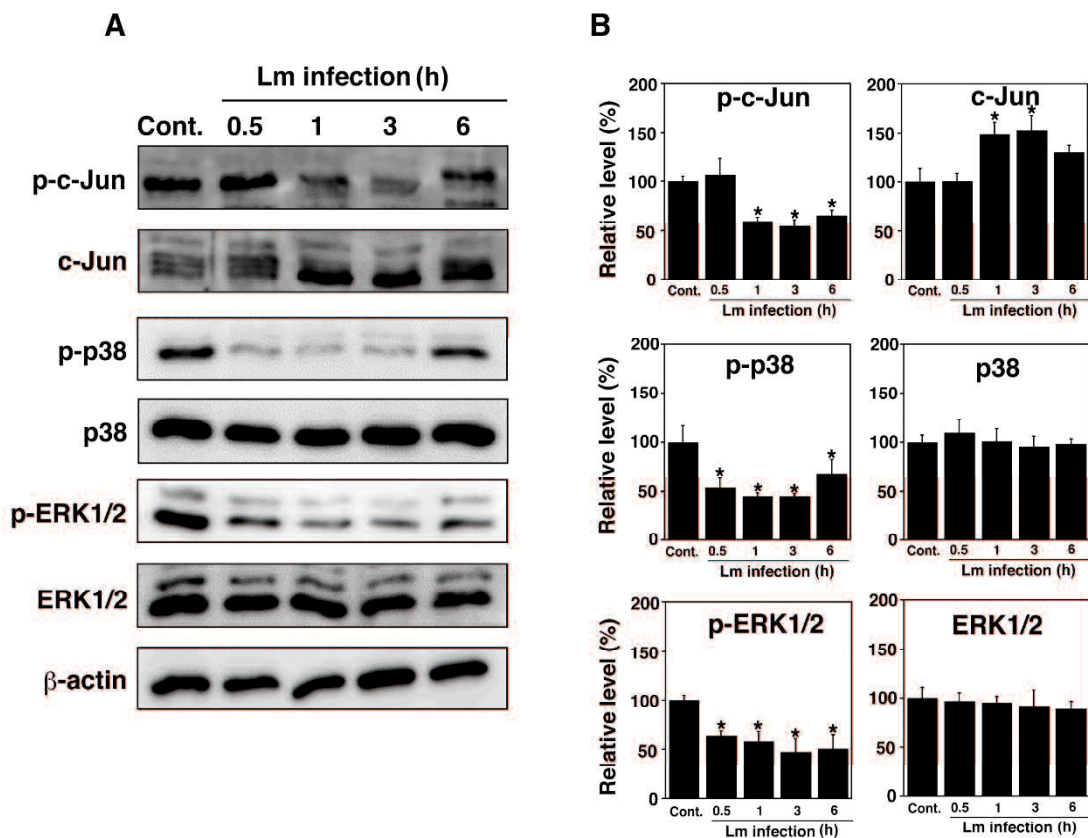 A
Lm infection (h)
Cont. 0.5 1 3 6
p-c-Jun
c-Jun
p-p38
p38
p-ERK1/2
ERK1/2
β-actin
B
Relative level (%)
200
150
100
50
0
p-c-Jun
* * *
Cont. 0.5 1 3 6
Lm infection (h)
200
150
100
50
0
c-Jun
* *
Cont. 0.5 1 3 6
Lm infection (h)
Relative level (%)
200
150
100
50
0
p-p38
* * * *
Cont. 0.5 1 3 6
Lm infection (h)
200
150
100
50
0
p38
Cont. 0.5 1 3 6
Lm infection (h)
Relative level (%)
200
150
100
50
0
p-ERK1/2
* * * *
Cont. 0.5 1 3 6
Lm infection (h)
200
150
100
50
0
ERK1/2
Cont. 0.5 1 3 6
Lm infection (h)